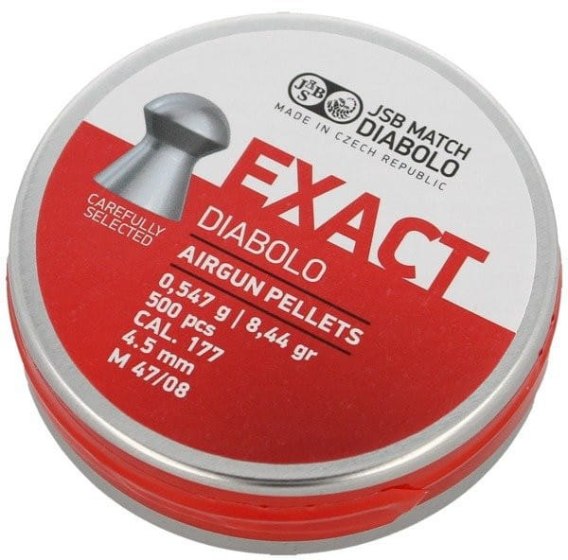 JSB
JSB MATCH
DIABOLO
MADE IN CZECH REPUBLIC
EXACT
CAREFULLY
SELECTED
DIABOLO
AIRGUN PELLETS
0,547 g | 8,44 gr
500 pcs
CAL. 177
4.5 mm
M 47/08